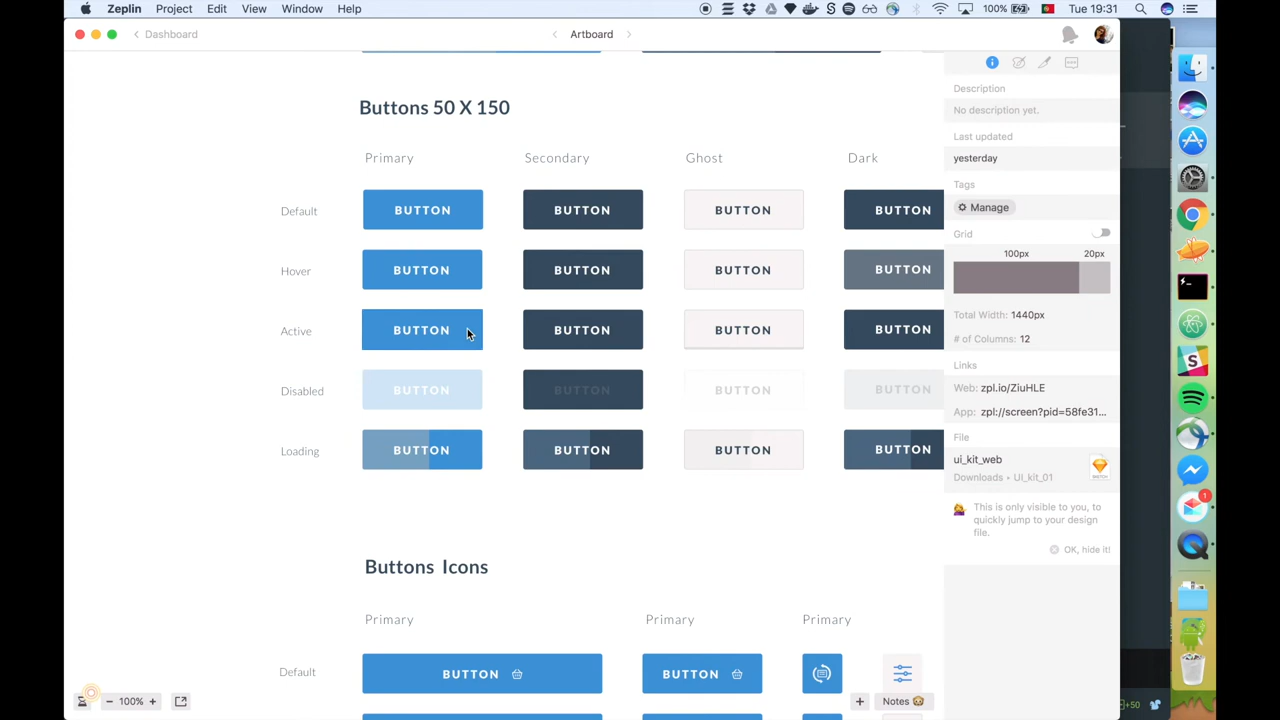 Zeplin Project Edit View Window Help
100% Tue 19:31
Dashboard
Artboard
Description
No description yet.
Last updated
yesterday
Tags
Manage
Grid
100px 20px
Total Width: 1440px
# of Columns: 12
Links
Web: zpl.io/ZiuHLE
App: zpl://screen?pid=58fe31...
File
ui_kit_web
Downloads ▸ UI_kit_01
SKETCH
This is only visible to you, to
quickly jump to your design
file.
OK, hide it!
Buttons 50 X 150
Primary Secondary Ghost Dark
Default BUTTON BUTTON BUTTON BUTTON
Hover BUTTON BUTTON BUTTON BUTTON
Active BUTTON BUTTON BUTTON BUTTON
Disabled BUTTON BUTTON BUTTON BUTTON
Loading BUTTON BUTTON BUTTON BUTTON
Buttons Icons
Primary Primary Primary
Default BUTTON BUTTON
− 100% +
+ Notes
1
+50